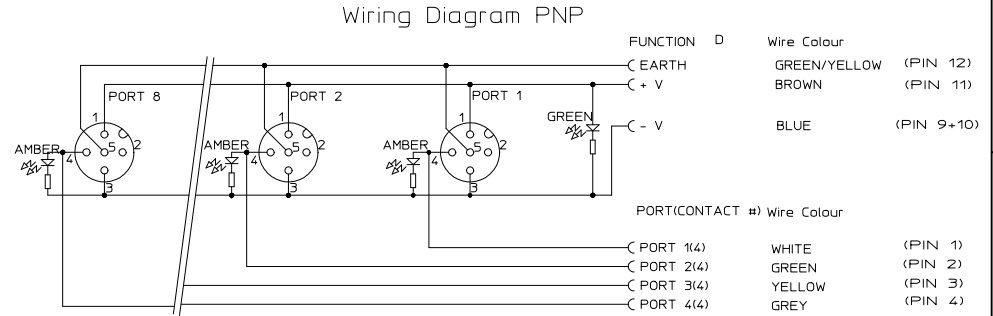 Wiring Diagram PNP
FUNCTION D Wire Colour
EARTH GREEN/YELLOW (PIN 12)
+ V BROWN (PIN 11)
PORT 8 PORT 2 PORT 1
1 1 1 GREEN
- V BLUE (PIN 9+10)
AMBER 4 5 2 AMBER 4 5 2 AMBER 4 5 2
3 3 3
PORT(CONTACT #) Wire Colour
PORT 1(4) WHITE (PIN 1)
PORT 2(4) GREEN (PIN 2)
PORT 3(4) YELLOW (PIN 3)
PORT 4(4) GREY (PIN 4)